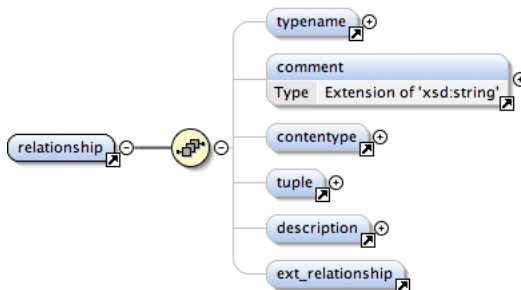 typename
comment
Type Extension of 'xsd:string'
relationship
contentype
tuple
description
ext_relationship